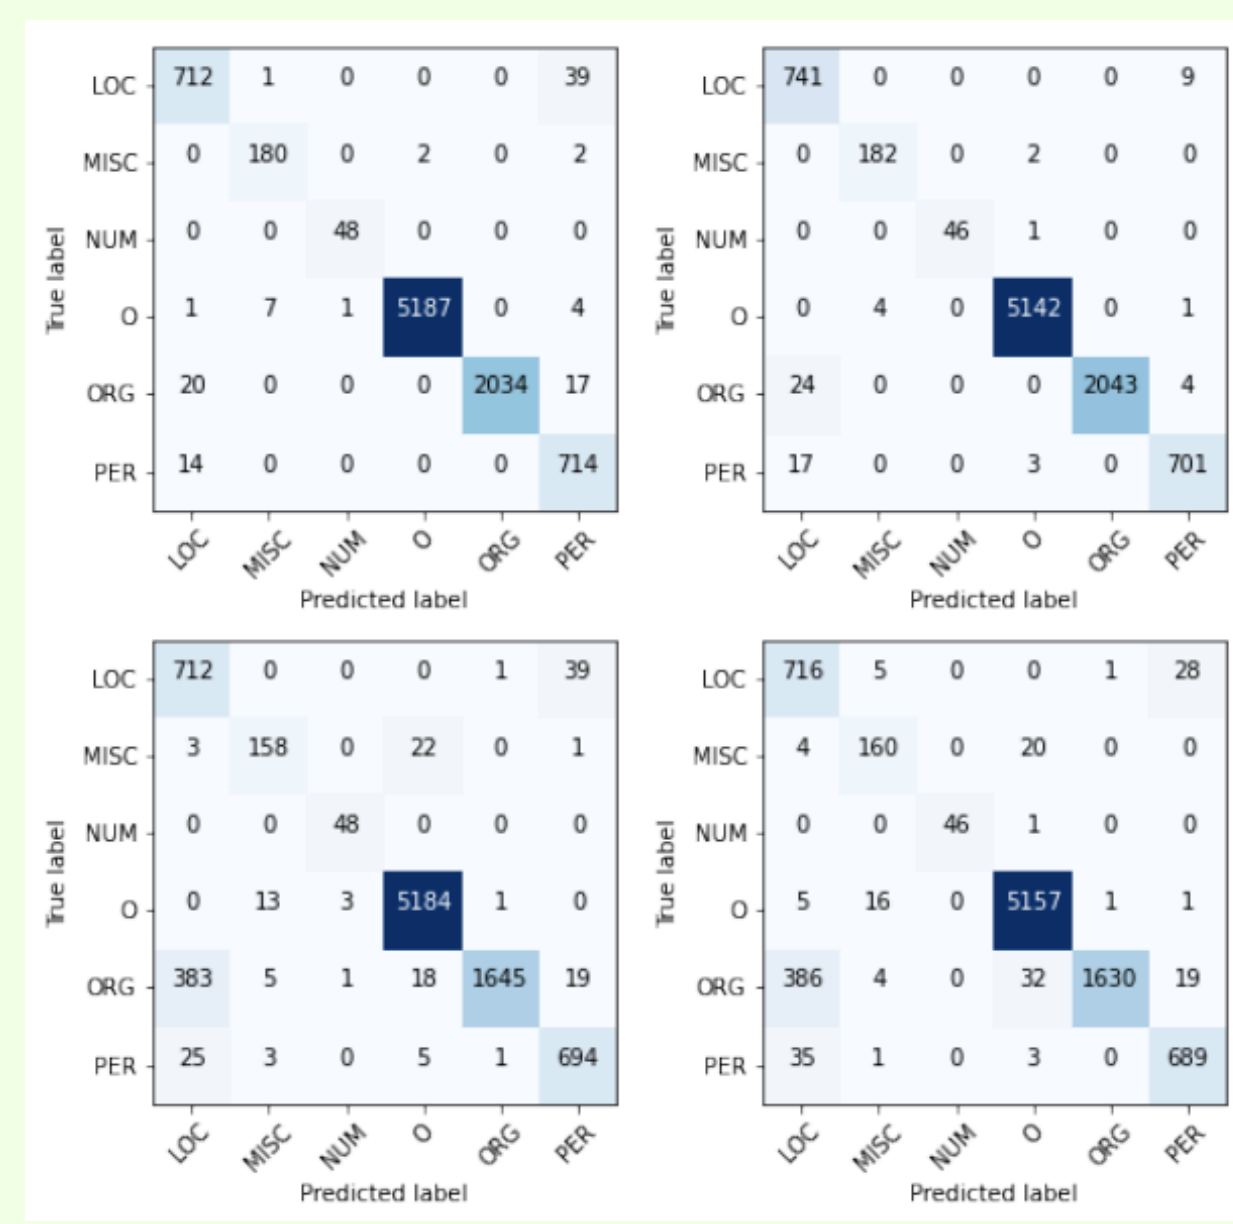 LOC 712 1 0 0 0 39
MISC 0 180 0 2 0 2
NUM 0 0 48 0 0 0
O 1 7 1 5187 0 4
ORG 20 0 0 0 2034 17
PER 14 0 0 0 0 714
True label
LOC MISC NUM O ORG PER
Predicted label
LOC 741 0 0 0 0 9
MISC 0 182 0 2 0 0
NUM 0 0 46 1 0 0
O 0 4 0 5142 0 1
ORG 24 0 0 0 2043 4
PER 17 0 0 3 0 701
True label
LOC MISC NUM O ORG PER
Predicted label
LOC 712 0 0 0 1 39
MISC 3 158 0 22 0 1
NUM 0 0 48 0 0 0
O 0 13 3 5184 1 0
ORG 383 5 1 18 1645 19
PER 25 3 0 5 1 694
True label
LOC MISC NUM O ORG PER
Predicted label
LOC 716 5 0 0 1 28
MISC 4 160 0 20 0 0
NUM 0 0 46 1 0 0
O 5 16 0 5157 1 1
ORG 386 4 0 32 1630 19
PER 35 1 0 3 0 689
True label
LOC MISC NUM O ORG PER
Predicted label